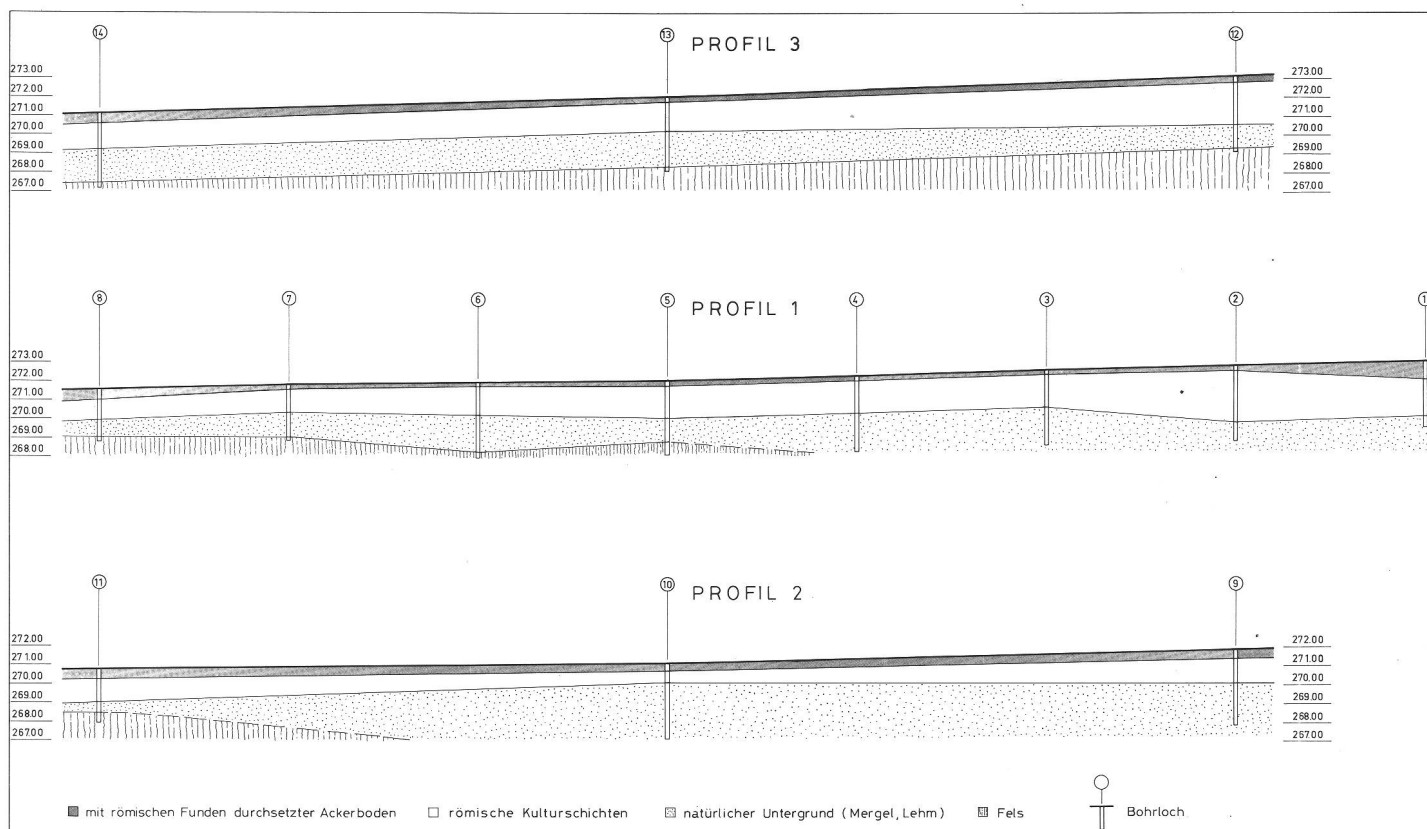 14 13 12
PROFIL 3
273.00 273.00
272.00 272.00
271.00 271.00
270.00 270.00
269.00 269.00
268.00 268.00
267.00 267.00
8 7 6 5 4 3 2 1
PROFIL 1
273.00
272.00
271.00
270.00
269.00
268.00
11 10 9
PROFIL 2
272.00 272.00
271.00 271.00
270.00 270.00
269.00 269.00
268.00 268.00
267.00 267.00
mit römischen Funden durchsetzter Ackerboden römische Kulturschichten natürlicher Untergrund (Mergel, Lehm) Fels Bohrloch